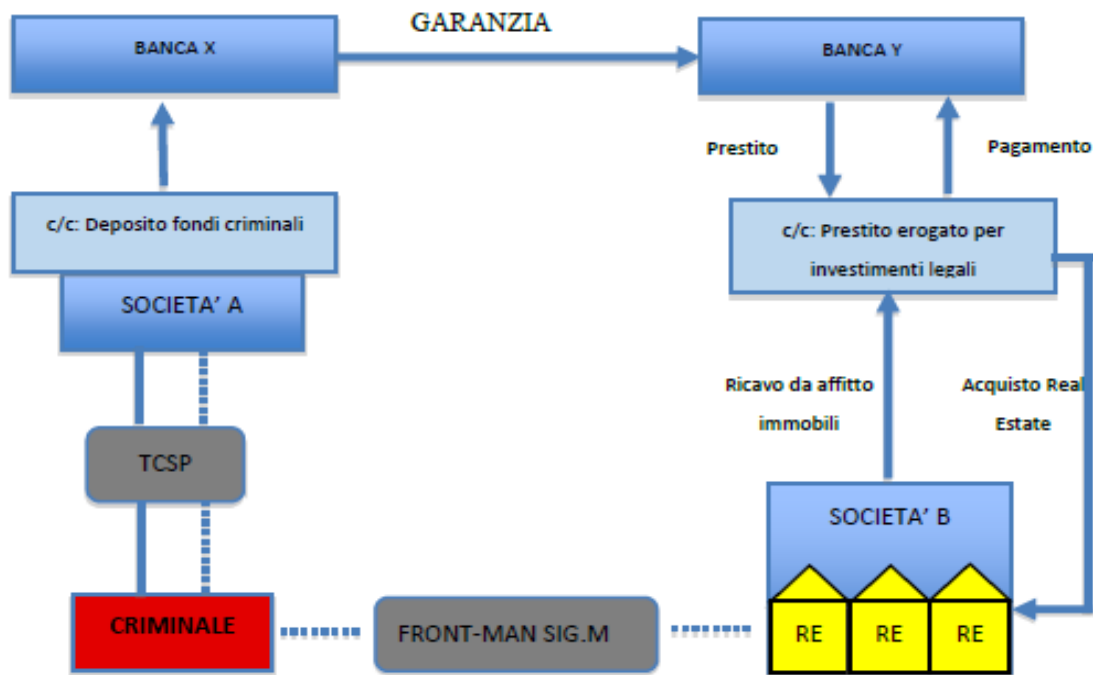 GARANZIA
BANCA X
BANCA Y
Prestito
Pagamento
c/c: Deposito fondi criminali
c/c: Prestito erogato per
investimenti legali
SOCIETA’ A
Ricavo da affitto
immobili
Acquisto Real
Estate
TCSP
SOCIETA’ B
CRIMINALE
FRONT-MAN SIG.M
RE
RE
RE